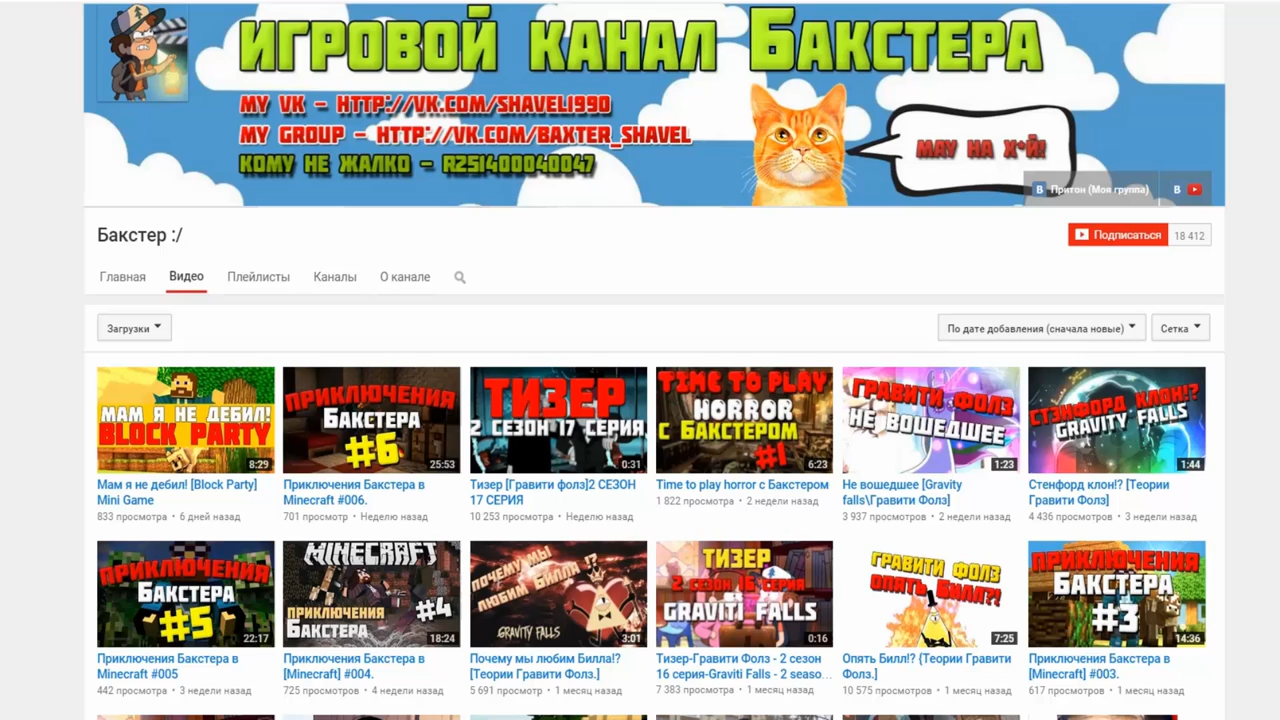 ИГРОВОЙ КАНАЛ БАКСТЕРА
MY VK - HTTP://VK.COM/SHAVEL1990
MY GROUP - HTTP://VK.COM/BAXTER_SHAVEL
КОМУ НЕ ЖАЛКО - R251400040047
МАУ НА Х*Й!
B Притон (Моя группа) B
Бакстер :/
Подписаться 18 412
Главная Видео Плейлисты Каналы О канале
Загрузки По дате добавления (сначала новые) Сетка
МАМ Я НЕ ДЕБИЛ!
BLOCK PARTY
8:29
ПРИКЛЮЧЕНИЯ
БАКСТЕРА
#6
25:53
ТИЗЕР
2 СЕЗОН 17 СЕРИЯ
0:31
TIME TO PLAY
HORROR
С БАКСТЕРОМ
#1
6:23
ГРАВИТИ ФОЛЗ
НЕ ВОШЕДШЕЕ
1:23
СТЭНФОРД КЛОН!?
GRAVITY FALLS
1:44
Мам я не дебил! [Block Party]
Mini Game
833 просмотра • 6 дней назад
Приключения Бакстера в
Minecraft #006.
701 просмотр • Неделю назад
Тизер [Гравити фолз]2 СЕЗОН
17 СЕРИЯ
10 253 просмотра • Неделю назад
Time to play horror с Бакстером
1 822 просмотра • 2 недели назад
Не вошедшее [Gravity
falls\Гравити Фолз]
3 937 просмотров • 2 недели назад
Стенфорд клон!? [Теории
Гравити Фолз]
4 436 просмотров • 3 недели назад
ПРИКЛЮЧЕНИЯ
БАКСТЕРА
#5
22:17
MINECRAFT
ПРИКЛЮЧЕНИЯ
БАКСТЕРА
#4
18:24
ПОЧЕМУ МЫ
ЛЮБИМ БИЛЛА!?
GRAVITY FALLS
3:01
ТИЗЕР
2 СЕЗОН 16 СЕРИЯ
GRAVITI FALLS
0:16
ГРАВИТИ ФОЛЗ
ОПЯТЬ БИЛЛ?!
7:25
ПРИКЛЮЧЕНИЯ
БАКСТЕРА
#3
14:36
Приключения Бакстера в
Minecraft #005
442 просмотра • 3 недели назад
Приключения Бакстера в
[Minecraft] #004.
725 просмотров • 4 недели назад
Почему мы любим Билла!?
[Теории Гравити Фолз.]
5 691 просмотр • 1 месяц назад
Тизер-Гравити Фолз - 2 сезон
16 серия-Graviti Falls - 2 seaso...
7 383 просмотра • 1 месяц назад
Опять Билл!? {Теории Гравити
Фолз.]
10 575 просмотров • 1 месяц назад
Приключения Бакстера в
[Minecraft] #003.
617 просмотров • 1 месяц назад